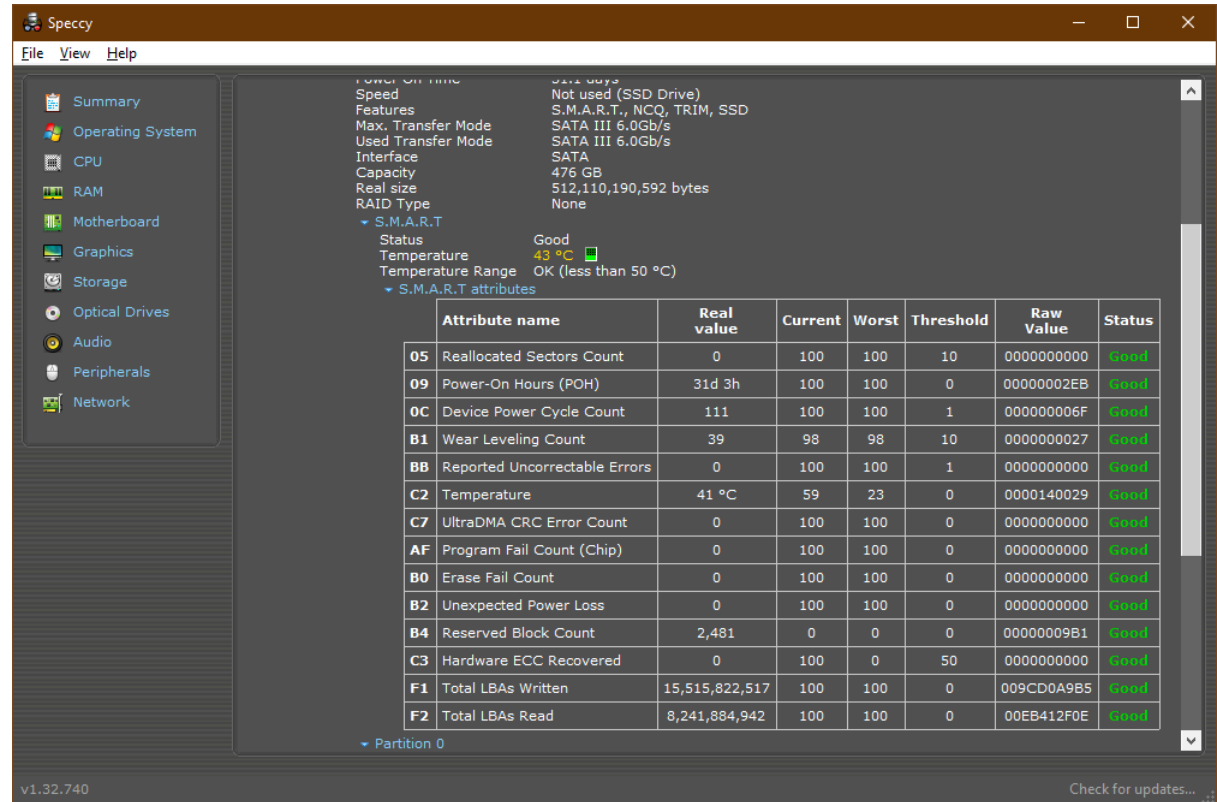 Speccy
File View Help
Summary
Operating System
CPU
RAM
Motherboard
Graphics
Storage
Optical Drives
Audio
Peripherals
Network
Power On Time 31.1 days
Speed Not used (SSD Drive)
Features S.M.A.R.T., NCQ, TRIM, SSD
Max. Transfer Mode SATA III 6.0Gb/s
Used Transfer Mode SATA III 6.0Gb/s
Interface SATA
Capacity 476 GB
Real size 512,110,190,592 bytes
RAID Type None
S.M.A.R.T
Status Good
Temperature 43 °C
Temperature Range OK (less than 50 °C)
S.M.A.R.T attributes
Attribute name Real value Current Worst Threshold Raw Value Status
05 Reallocated Sectors Count 0 100 100 10 0000000000 Good
09 Power-On Hours (POH) 31d 3h 100 100 0 00000002EB Good
0C Device Power Cycle Count 111 100 100 1 000000006F Good
B1 Wear Leveling Count 39 98 98 10 0000000027 Good
BB Reported Uncorrectable Errors 0 100 100 1 0000000000 Good
C2 Temperature 41 °C 59 23 0 0000140029 Good
C7 UltraDMA CRC Error Count 0 100 100 0 0000000000 Good
AF Program Fail Count (Chip) 0 100 100 0 0000000000 Good
B0 Erase Fail Count 0 100 100 0 0000000000 Good
B2 Unexpected Power Loss 0 100 100 0 0000000000 Good
B4 Reserved Block Count 2,481 0 0 0 00000009B1 Good
C3 Hardware ECC Recovered 0 100 0 50 0000000000 Good
F1 Total LBAs Written 15,515,822,517 100 100 0 009CD0A9B5 Good
F2 Total LBAs Read 8,241,884,942 100 100 0 00EB412F0E Good
Partition 0
v1.32.740
Check for updates...